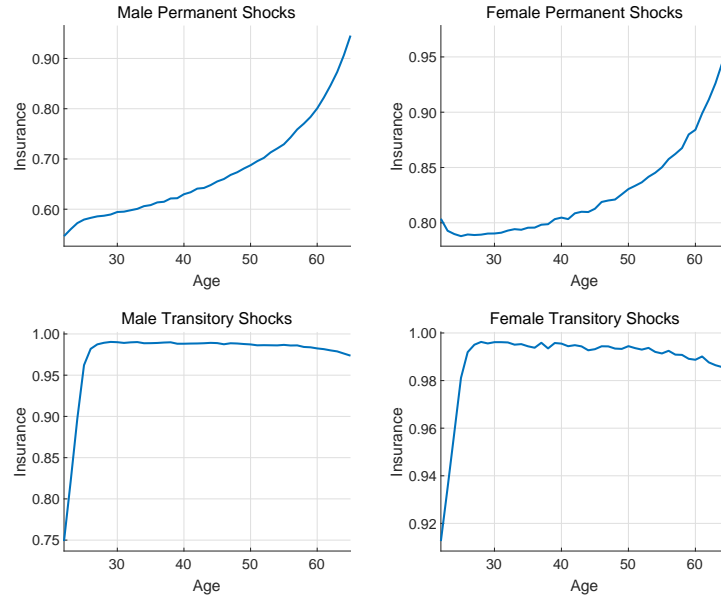 Male Permanent Shocks
0.90
0.80
0.70
0.60
Insurance
30 40 50 60
Age
Female Permanent Shocks
0.95
0.90
0.85
0.80
Insurance
30 40 50 60
Age
Male Transitory Shocks
1.00
0.95
0.90
0.85
0.80
0.75
Insurance
30 40 50 60
Age
Female Transitory Shocks
1.00
0.98
0.96
0.94
0.92
Insurance
30 40 50 60
Age